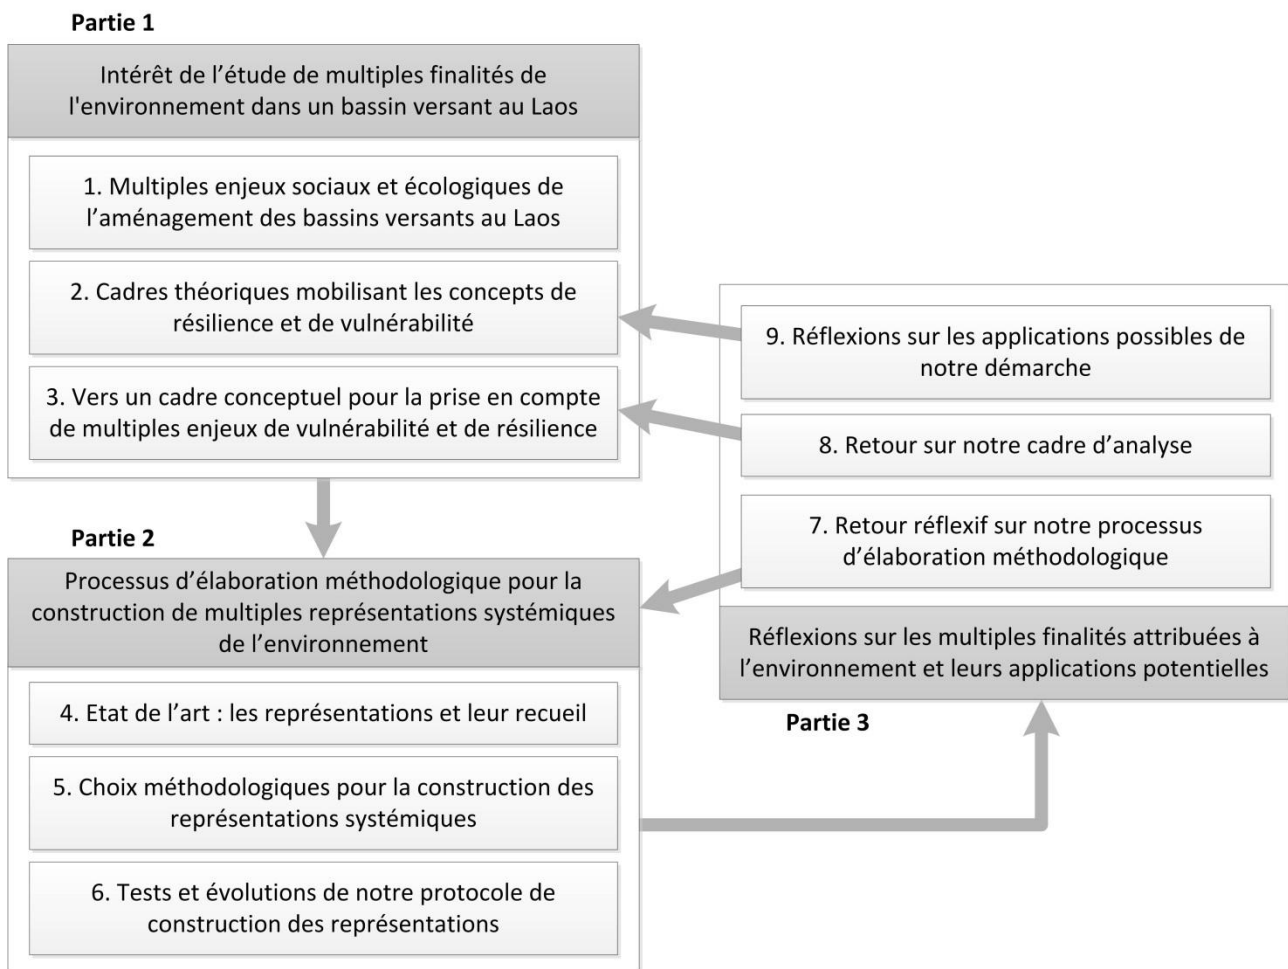 Partie 1
Intérêt de l’étude de multiples finalités de
l'environnement dans un bassin versant au Laos
1. Multiples enjeux sociaux et écologiques de
l’aménagement des bassins versants au Laos
2. Cadres théoriques mobilisant les concepts de
résilience et de vulnérabilité
3. Vers un cadre conceptuel pour la prise en compte
de multiples enjeux de vulnérabilité et de résilience
Partie 2
Processus d’élaboration méthodologique pour la
construction de multiples représentations systémiques
de l’environnement
4. Etat de l’art : les représentations et leur recueil
5. Choix méthodologiques pour la construction des
représentations systémiques
6. Tests et évolutions de notre protocole de
construction des représentations
9. Réflexions sur les applications possibles de
notre démarche
8. Retour sur notre cadre d’analyse
7. Retour réflexif sur notre processus
d’élaboration méthodologique
Réflexions sur les multiples finalités attribuées à
l’environnement et leurs applications potentielles
Partie 3